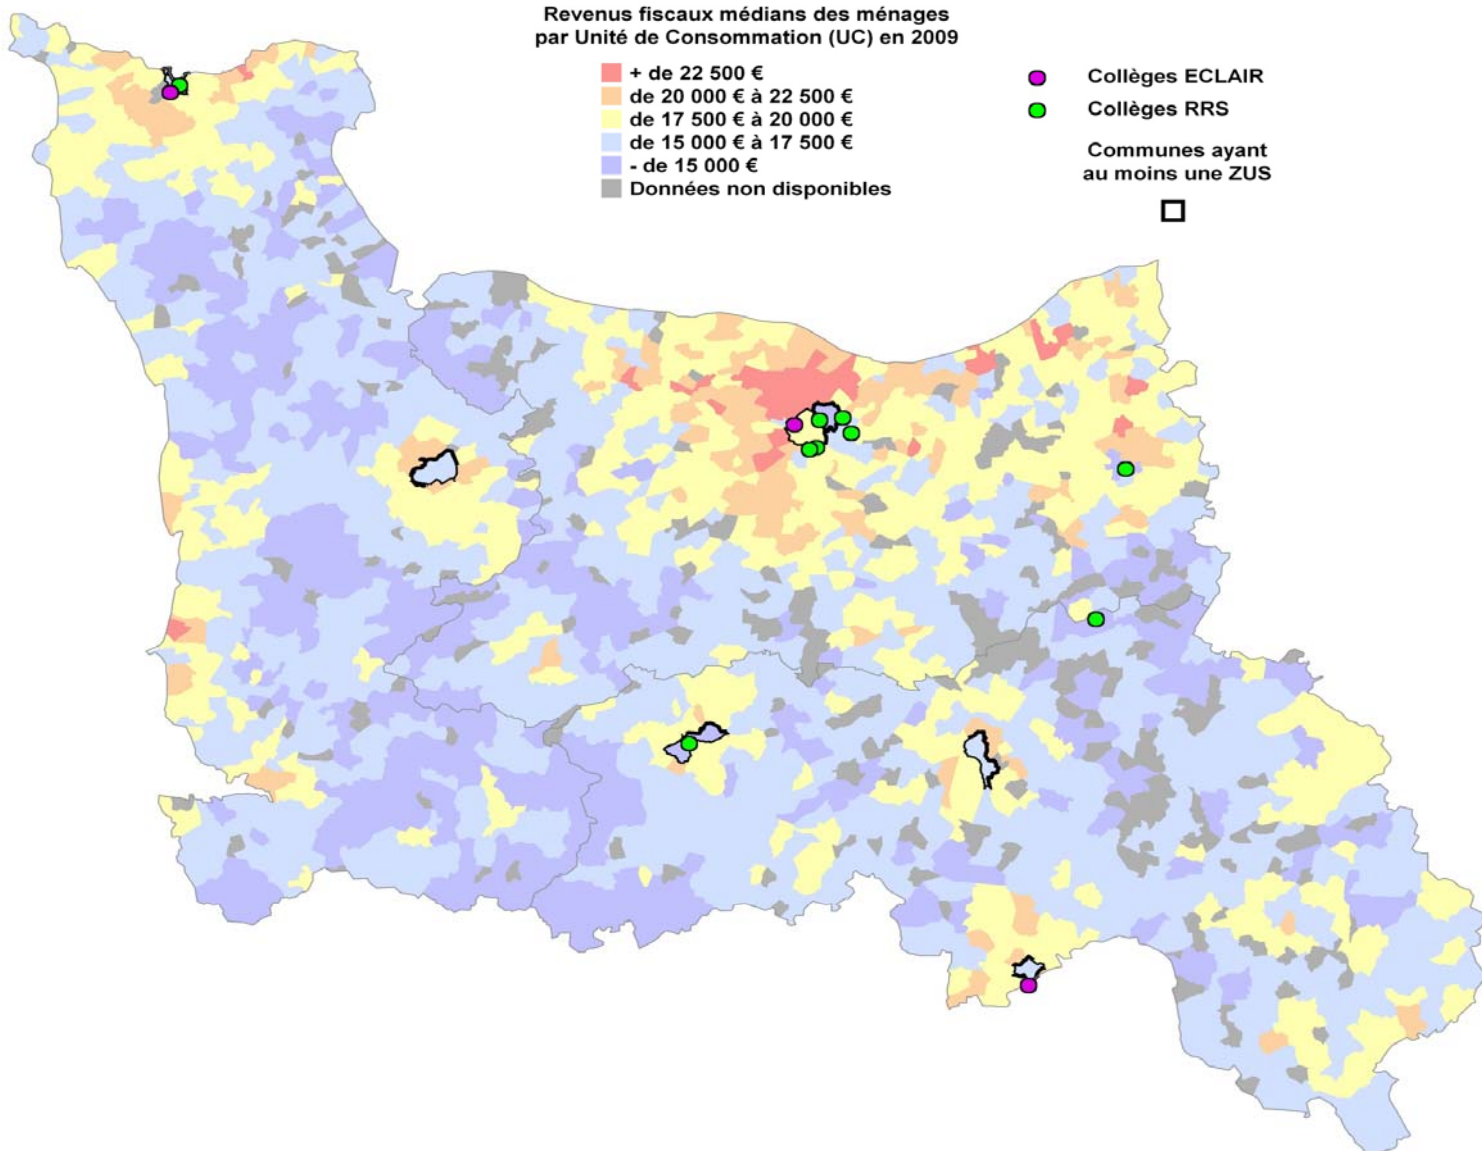 Revenus fiscaux médians des ménages
par Unité de Consommation (UC) en 2009
+ de 22 500 €
de 20 000 € à 22 500 €
de 17 500 € à 20 000 €
de 15 000 € à 17 500 €
- de 15 000 €
Données non disponibles
Collèges ECLAIR
Collèges RRS
Communes ayant
au moins une ZUS